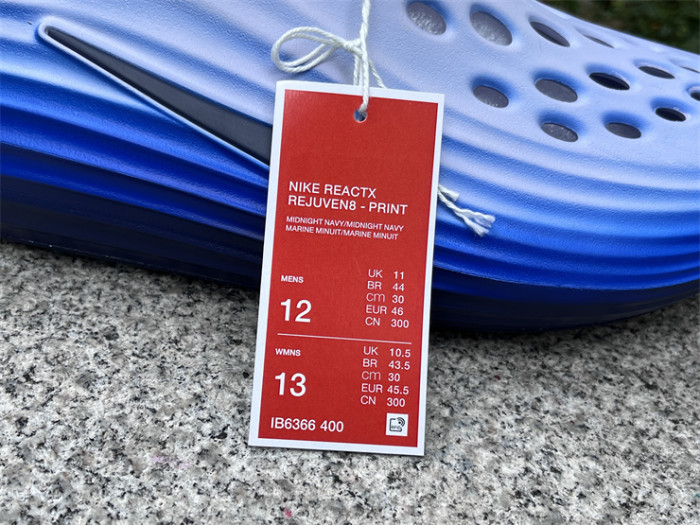 NIKE REACTX
REJUVEN8 - PRINT
MIDNIGHT NAVY/MIDNIGHT NAVY
MARINE MINUIT/MARINE MINUIT
MENS
12
UK 11
BR 44
CM 30
EUR 46
CN 300
WMNS
13
UK 10.5
BR 43.5
CM 30
EUR 45.5
CN 300
IB6366 400